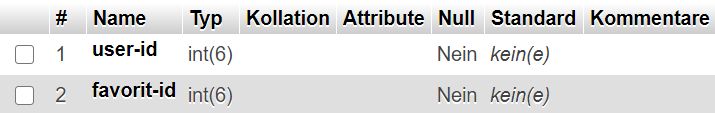 # Name Typ Kollation Attribute Null Standard Kommentare
1 user-id int(6) Nein kein(e)
2 favorit-id int(6) Nein kein(e)